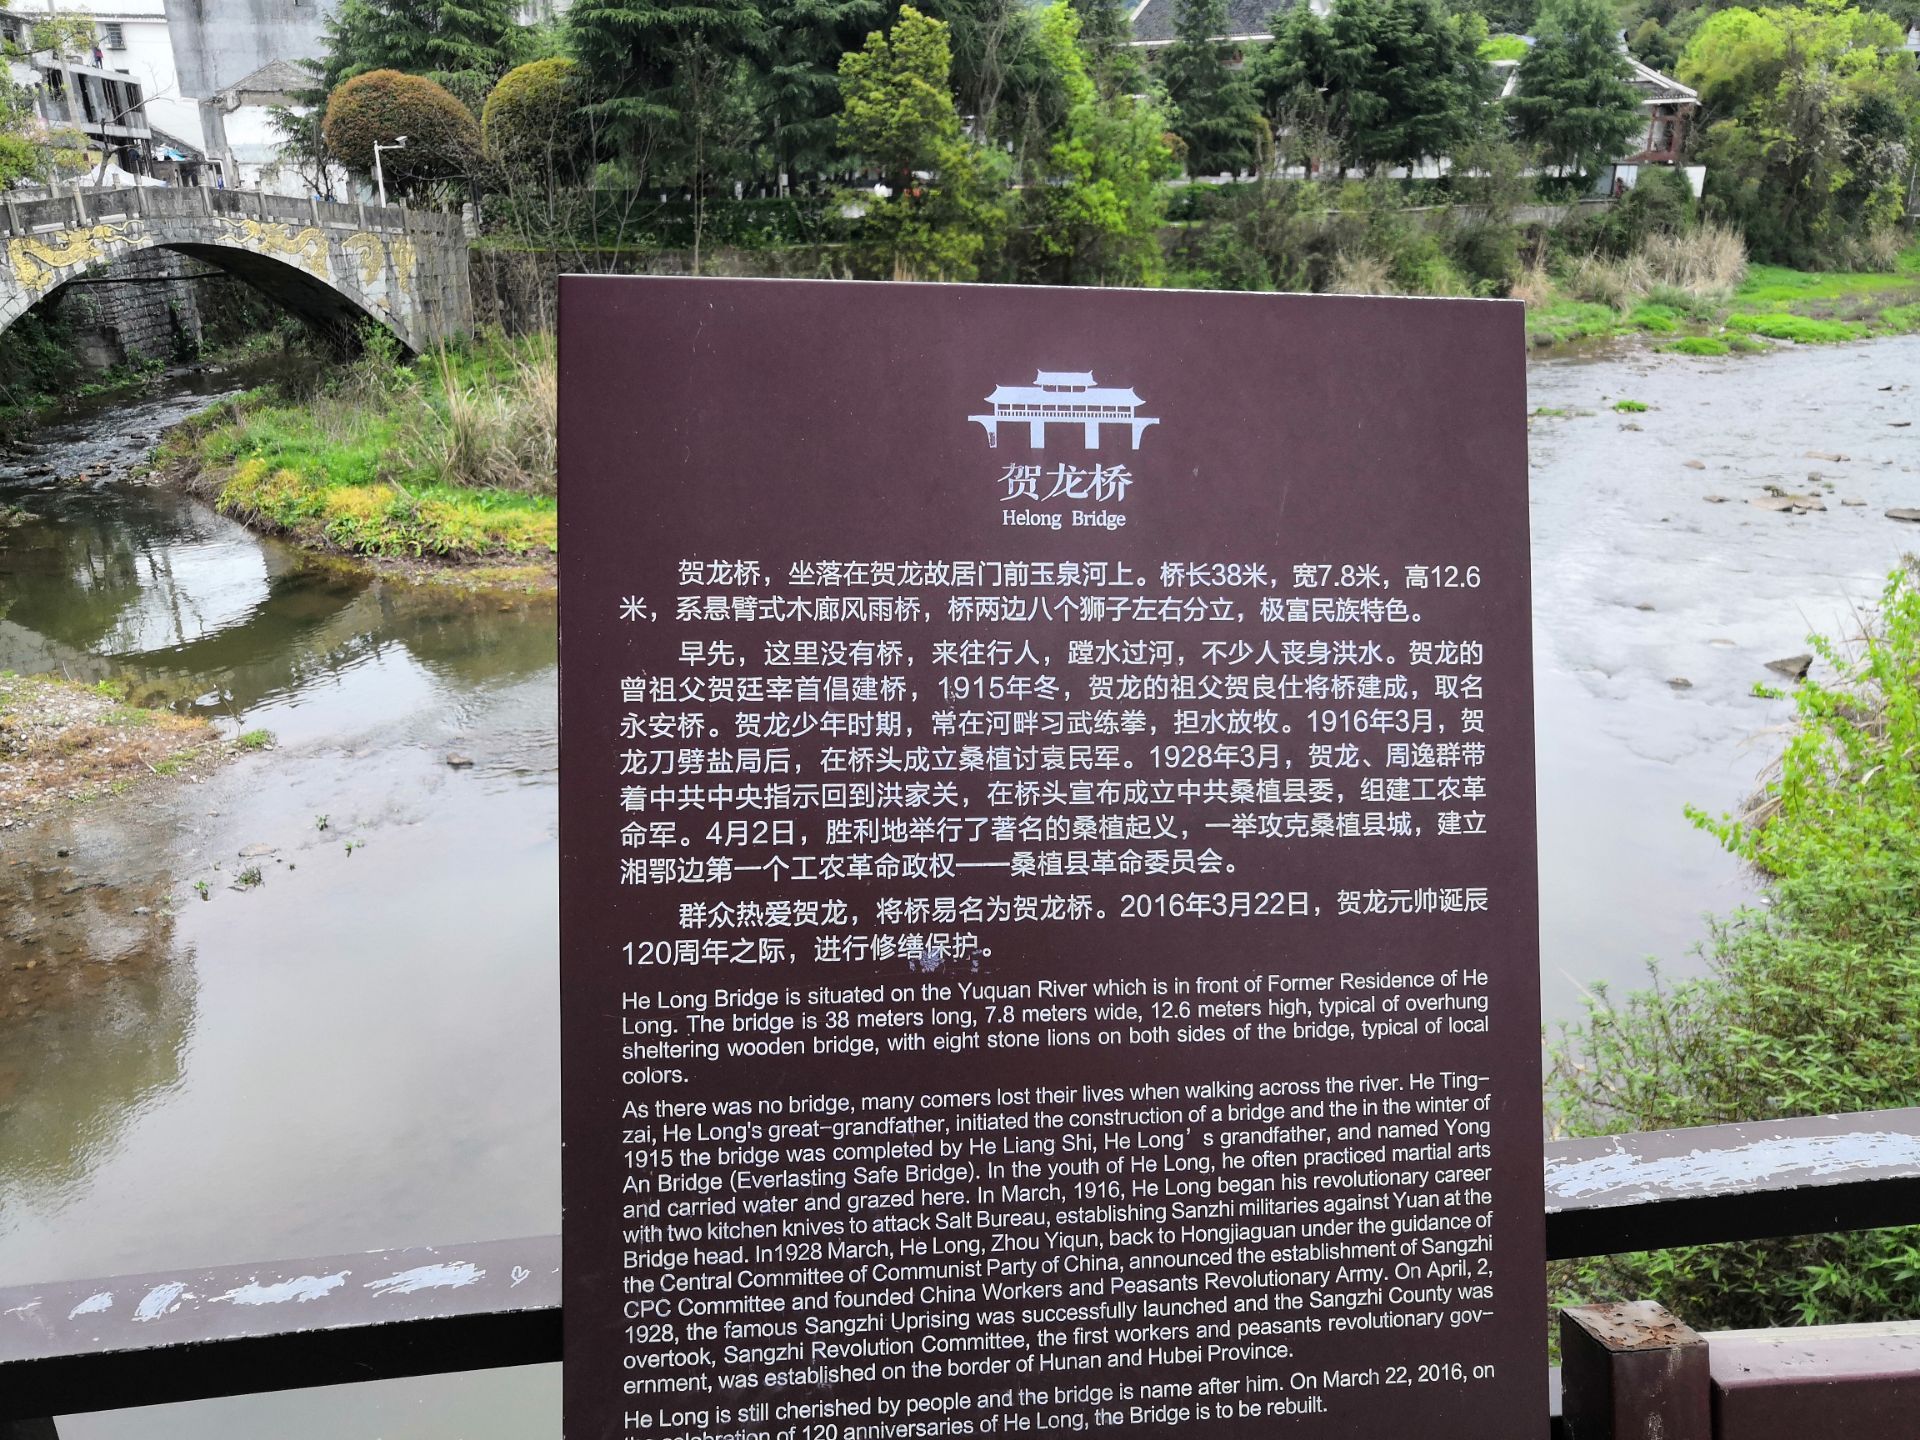 贺龙桥
Helong Bridge
贺龙桥，坐落在贺龙故居门前玉泉河上。桥长38米，宽7.8米，高12.6
米，系悬臂式木廊风雨桥，桥两边八个狮子左右分立，极富民族特色。
早先，这里没有桥，来往行人，蹚水过河，不少人丧身洪水。贺龙的
曾祖父贺廷宰首倡建桥，1915年冬，贺龙的祖父贺良仕将桥建成，取名
永安桥。贺龙少年时期，常在河畔习武练拳，担水放牧。1916年3月，贺
龙刀劈盐局后，在桥头成立桑植讨袁民军。1928年3月，贺龙、周逸群带
着中共中央指示回到洪家关，在桥头宣布成立中共桑植县委，组建工农革
命军。4月2日，胜利地举行了著名的桑植起义，一举攻克桑植县城，建立
湘鄂边第一个工农革命政权——桑植县革命委员会。
群众热爱贺龙，将桥易名为贺龙桥。2016年3月22日，贺龙元帅诞辰
120周年之际，进行修缮保护。
He Long Bridge is situated on the Yuquan River which is in front of Former Residence of He
Long. The bridge is 38 meters long, 7.8 meters wide, 12.6 meters high, typical of overhung
sheltering wooden bridge, with eight stone lions on both sides of the bridge, typical of local
colors.
As there was no bridge, many comers lost their lives when walking across the river. He Ting-
zai, He Long's great-grandfather, initiated the construction of a bridge and the in the winter of
1915 the bridge was completed by He Liang Shi, He Long's grandfather, and named Yong
An Bridge (Everlasting Safe Bridge). In the youth of He Long, he often practiced martial arts
and carried water and grazed here. In March, 1916, He Long began his revolutionary career
with two kitchen knives to attack Salt Bureau, establishing Sanzhi militaries against Yuan at the
Bridge head. In1928 March, He Long, Zhou Yiqun, back to Hongjiaguan under the guidance of
the Central Committee of Communist Party of China, announced the establishment of Sangzhi
CPC Committee and founded China Workers and Peasants Revolutionary Army. On April, 2,
1928, the famous Sangzhi Uprising was successfully launched and the Sangzhi County was
overtook, Sangzhi Revolution Committee, the first workers and peasants revolutionary gov-
ernment, was established on the border of Hunan and Hubei Province.
He Long is still cherished by people and the bridge is name after him. On March 22, 2016, on
the celebration of 120 anniversaries of He Long, the Bridge is to be rebuilt.